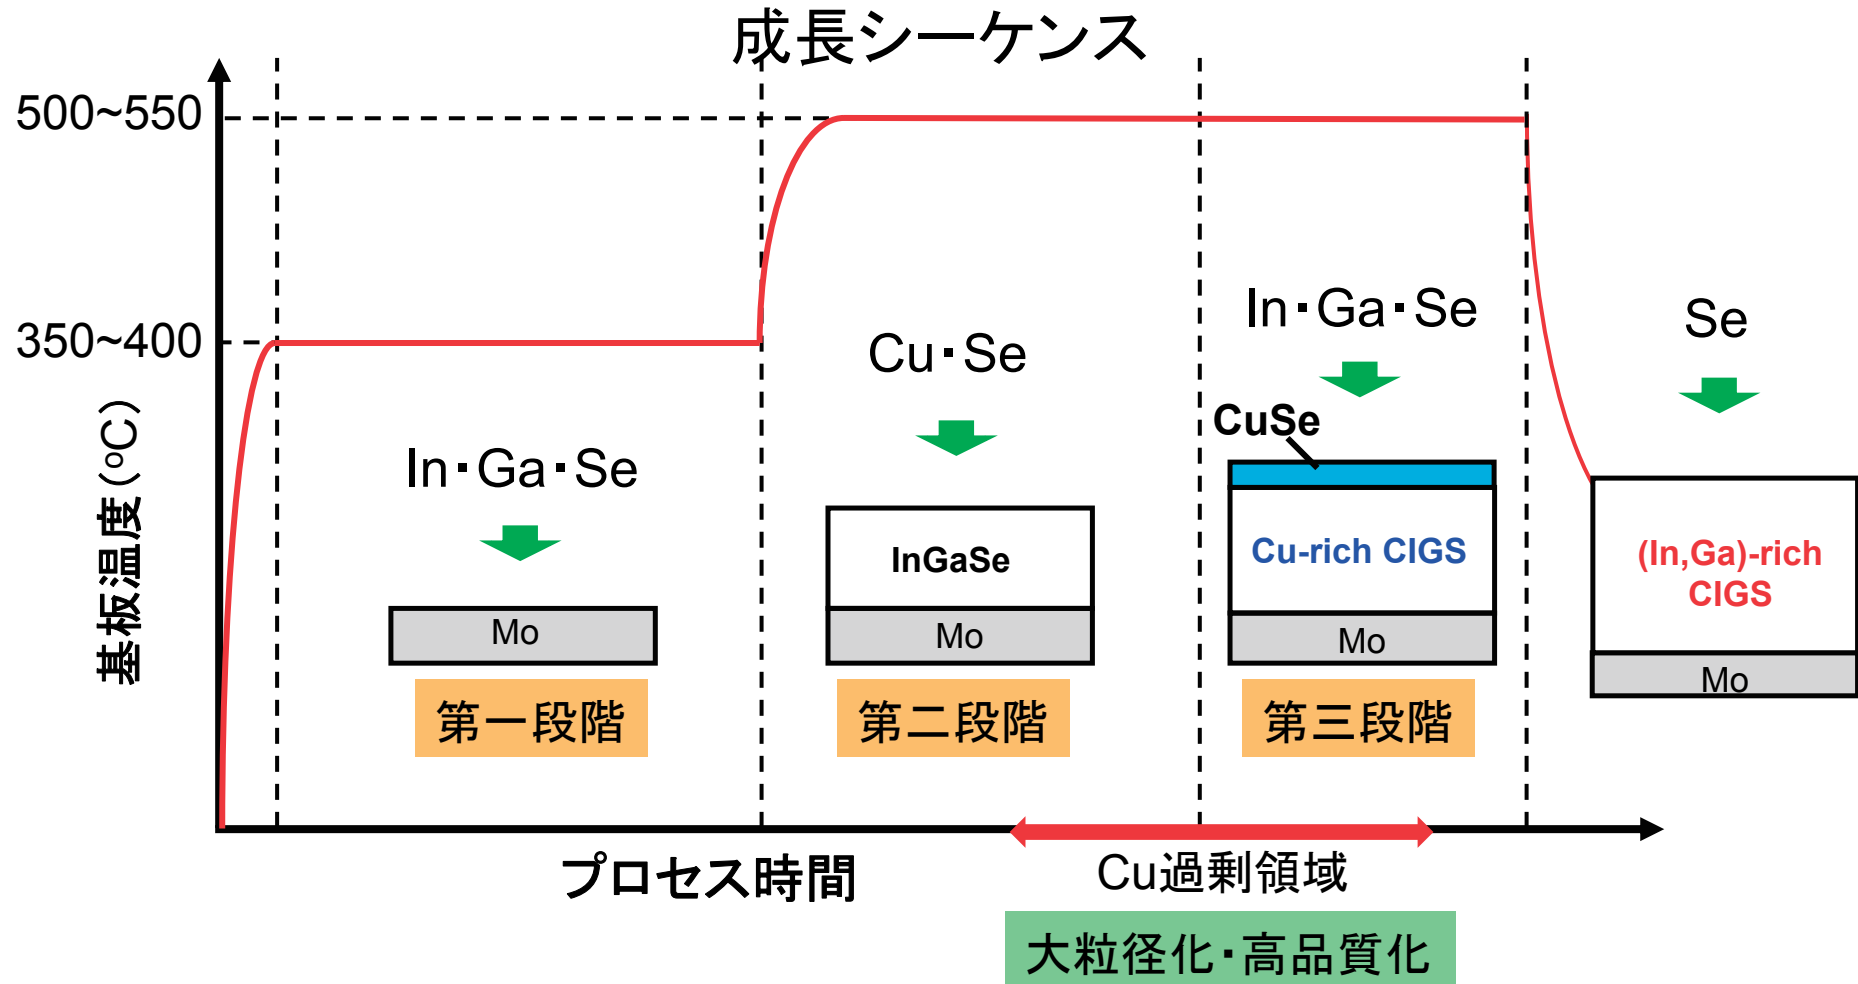 成長シーケンス
500~550
350~400
基板温度(oC)
In・Ga・Se
Mo
第一段階
Cu・Se
InGaSe
Mo
第二段階
In・Ga・Se
CuSe
Cu-rich CIGS
Mo
第三段階
Se
(In,Ga)-rich
CIGS
Mo
プロセス時間
Cu過剰領域
大粒径化・高品質化